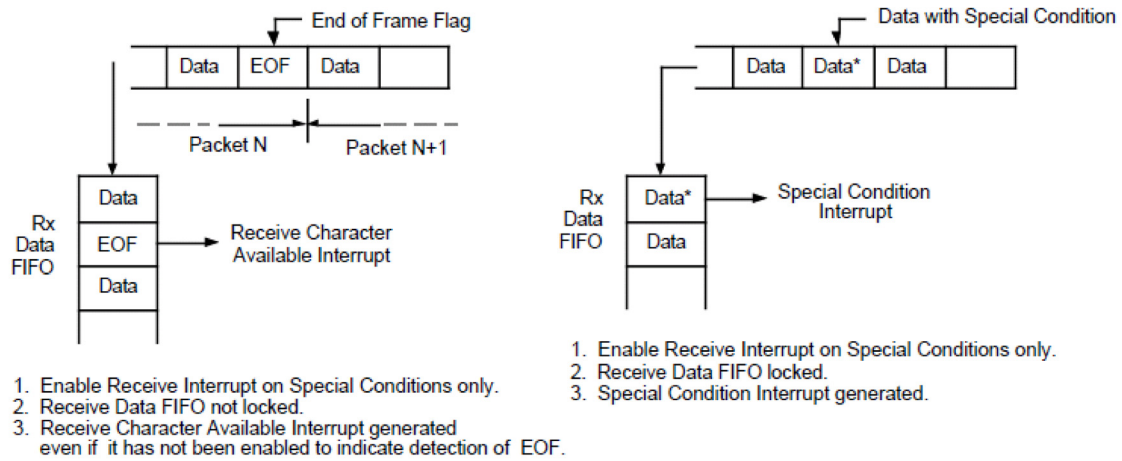 End of Frame Flag
Data EOF Data
Packet N Packet N+1
Data
Rx
Data
FIFO
EOF
Receive Character
Available Interrupt
Data
1. Enable Receive Interrupt on Special Conditions only.
2. Receive Data FIFO not locked.
3. Receive Character Available Interrupt generated
even if it has not been enabled to indicate detection of EOF.
Data with Special Condition
Data Data* Data
Rx
Data
FIFO
Data*
Special Condition
Interrupt
Data
1. Enable Receive Interrupt on Special Conditions only.
2. Receive Data FIFO locked.
3. Special Condition Interrupt generated.